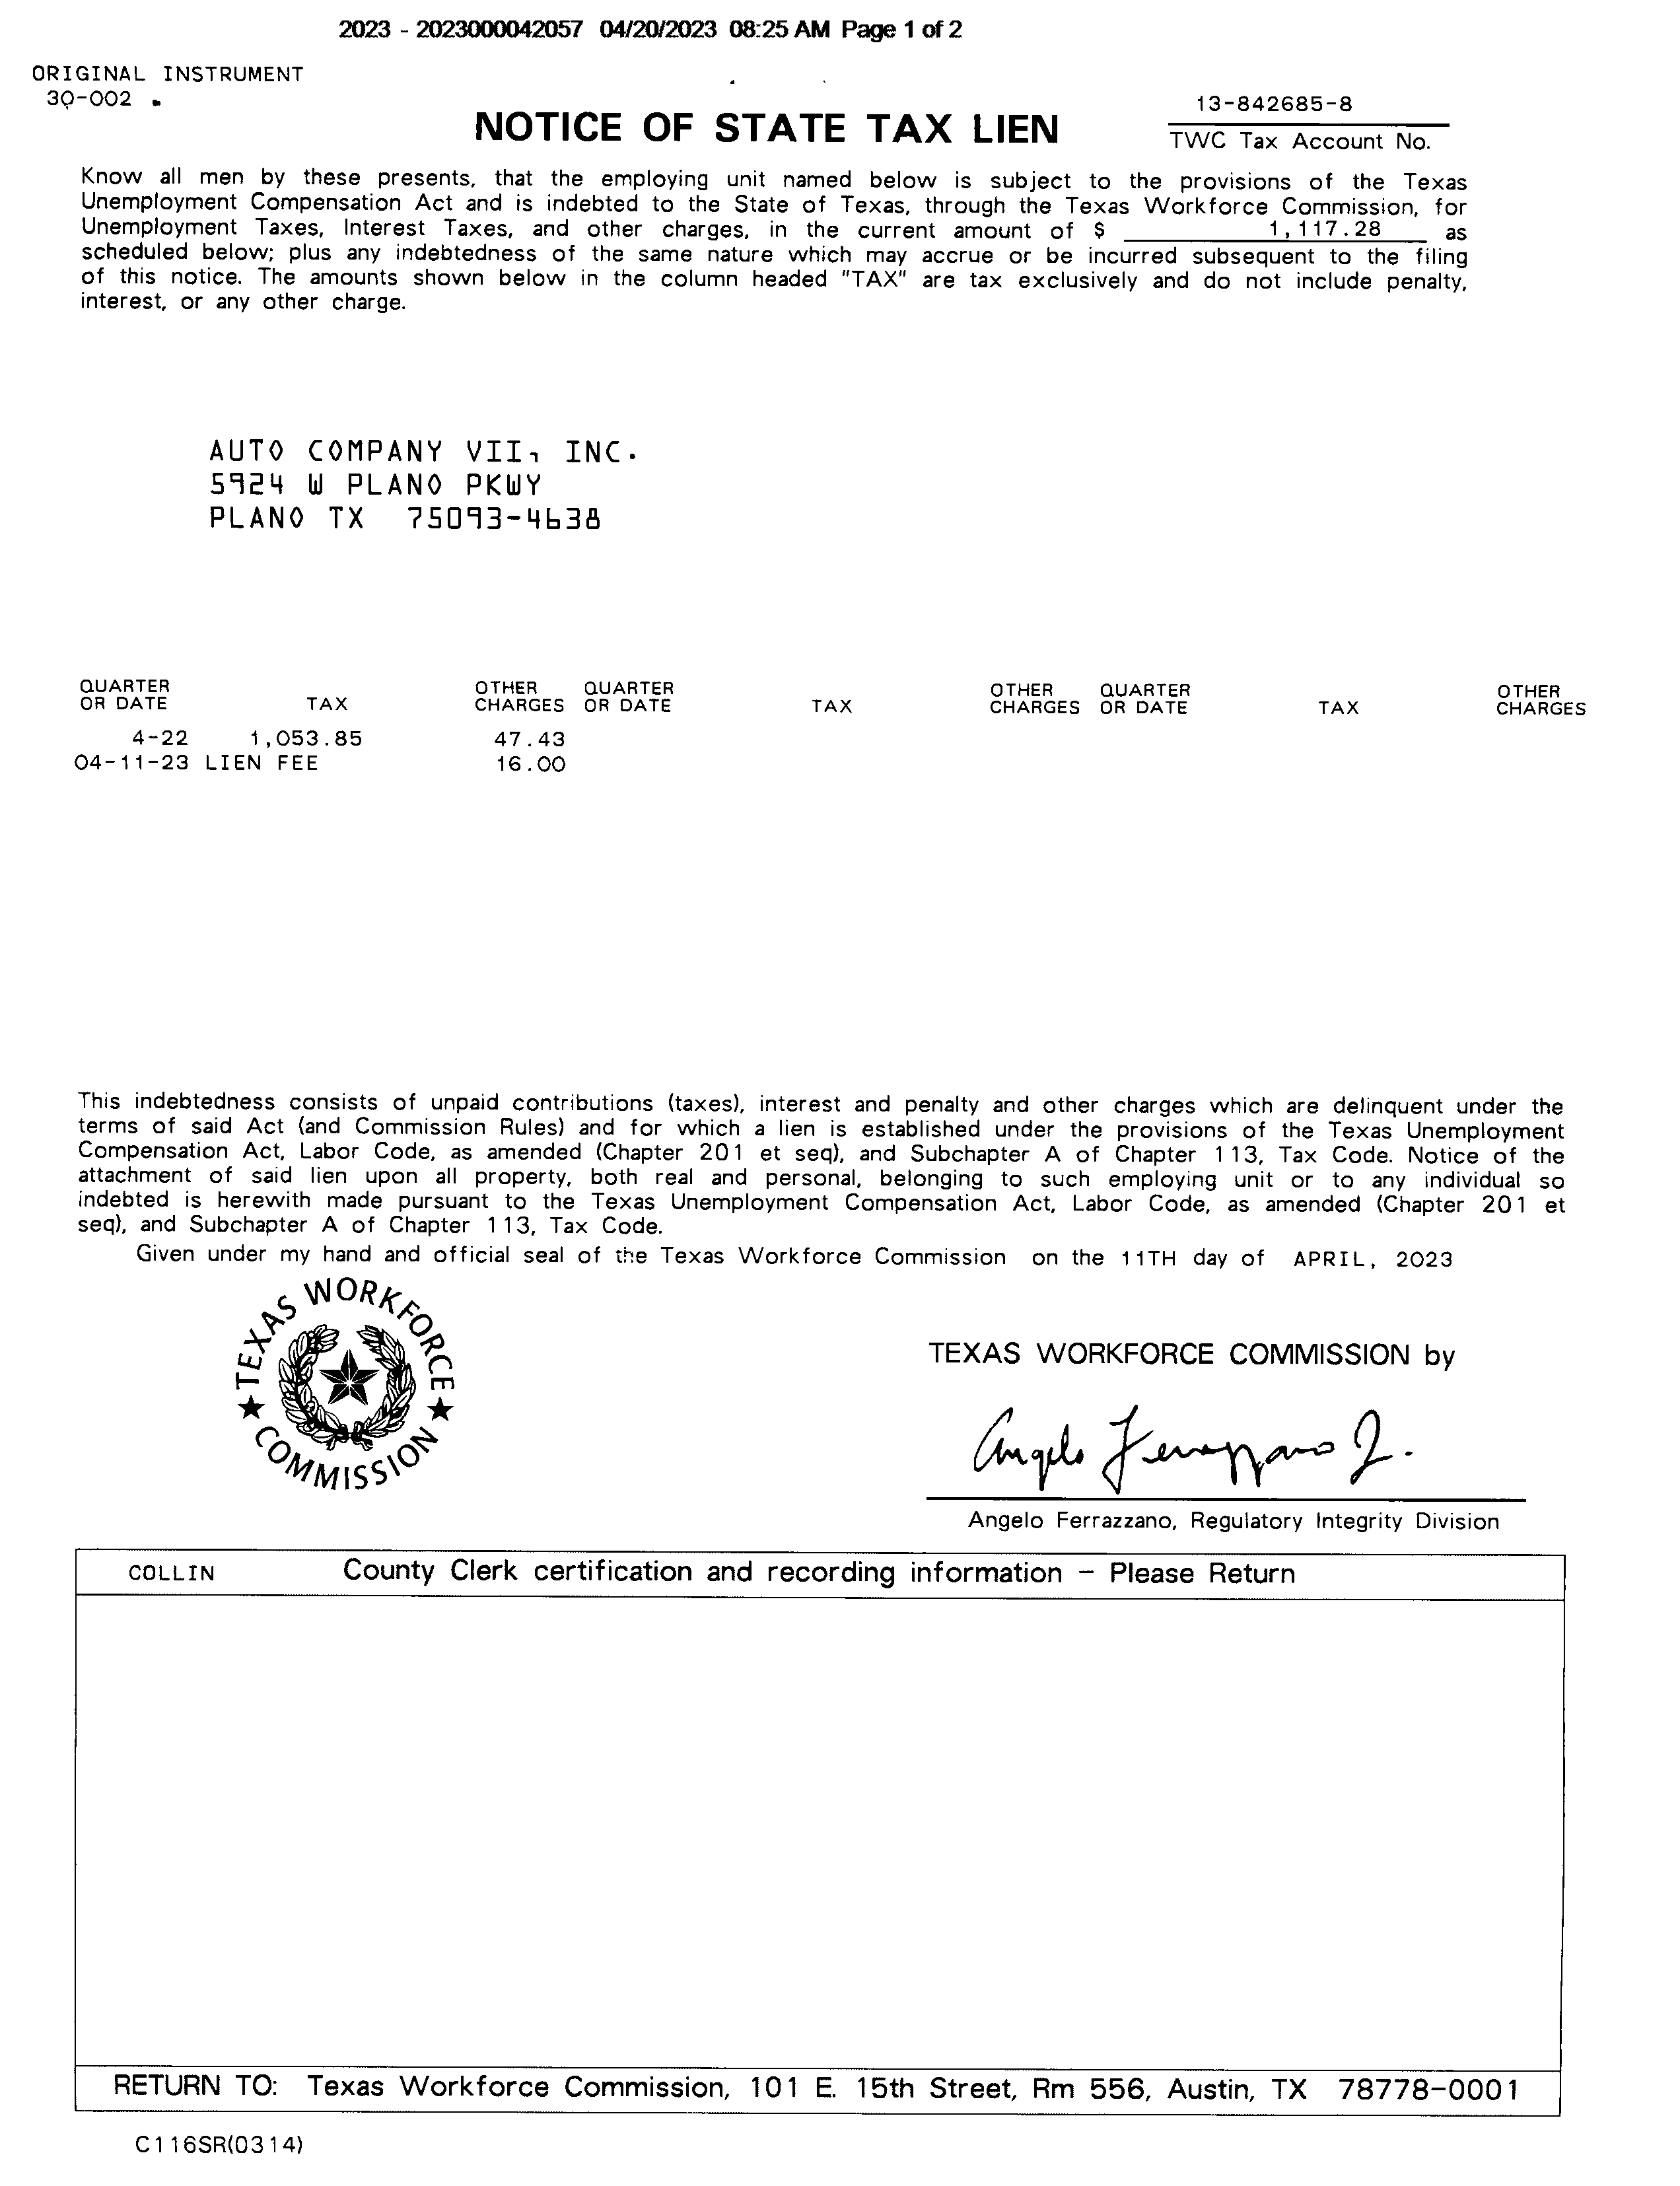 2023 - 2023000042057 04/20/2023 08:25 AM Page 1 of 2
ORIGINAL INSTRUMENT
3Q-002
NOTICE OF STATE TAX LIEN
13-842685-8
TWC Tax Account No.
Know all men by these presents, that the employing unit named below is subject to the provisions of the Texas
Unemployment Compensation Act and is indebted to the State of Texas, through the Texas Workforce Commission, for
Unemployment Taxes, Interest Taxes, and other charges, in the current amount of $ 1,117.28 as
scheduled below; plus any indebtedness of the same nature which may accrue or be incurred subsequent to the filing
of this notice. The amounts shown below in the column headed "TAX" are tax exclusively and do not include penalty,
interest, or any other charge.
AUTO COMPANY VII, INC.
5924 W PLANO PKWY
PLANO TX 75093-4638
QUARTER OTHER QUARTER OTHER QUARTER OTHER
OR DATE TAX CHARGES OR DATE TAX CHARGES OR DATE TAX CHARGES
4-22 1,053.85 47.43
04-11-23 LIEN FEE 16.00
This indebtedness consists of unpaid contributions (taxes), interest and penalty and other charges which are delinquent under the
terms of said Act (and Commission Rules) and for which a lien is established under the provisions of the Texas Unemployment
Compensation Act, Labor Code, as amended (Chapter 201 et seq), and Subchapter A of Chapter 113, Tax Code. Notice of the
attachment of said lien upon all property, both real and personal, belonging to such employing unit or to any individual so
indebted is herewith made pursuant to the Texas Unemployment Compensation Act, Labor Code, as amended (Chapter 201 et
seq), and Subchapter A of Chapter 113, Tax Code.
Given under my hand and official seal of the Texas Workforce Commission on the 11TH day of APRIL, 2023
TEXAS WORKFORCE
COMMISSION
TEXAS WORKFORCE COMMISSION by
Angelo Ferrazzano Jr.
Angelo Ferrazzano, Regulatory Integrity Division
COLLIN County Clerk certification and recording information - Please Return
RETURN TO: Texas Workforce Commission, 101 E. 15th Street, Rm 556, Austin, TX 78778-0001
C116SR(0314)